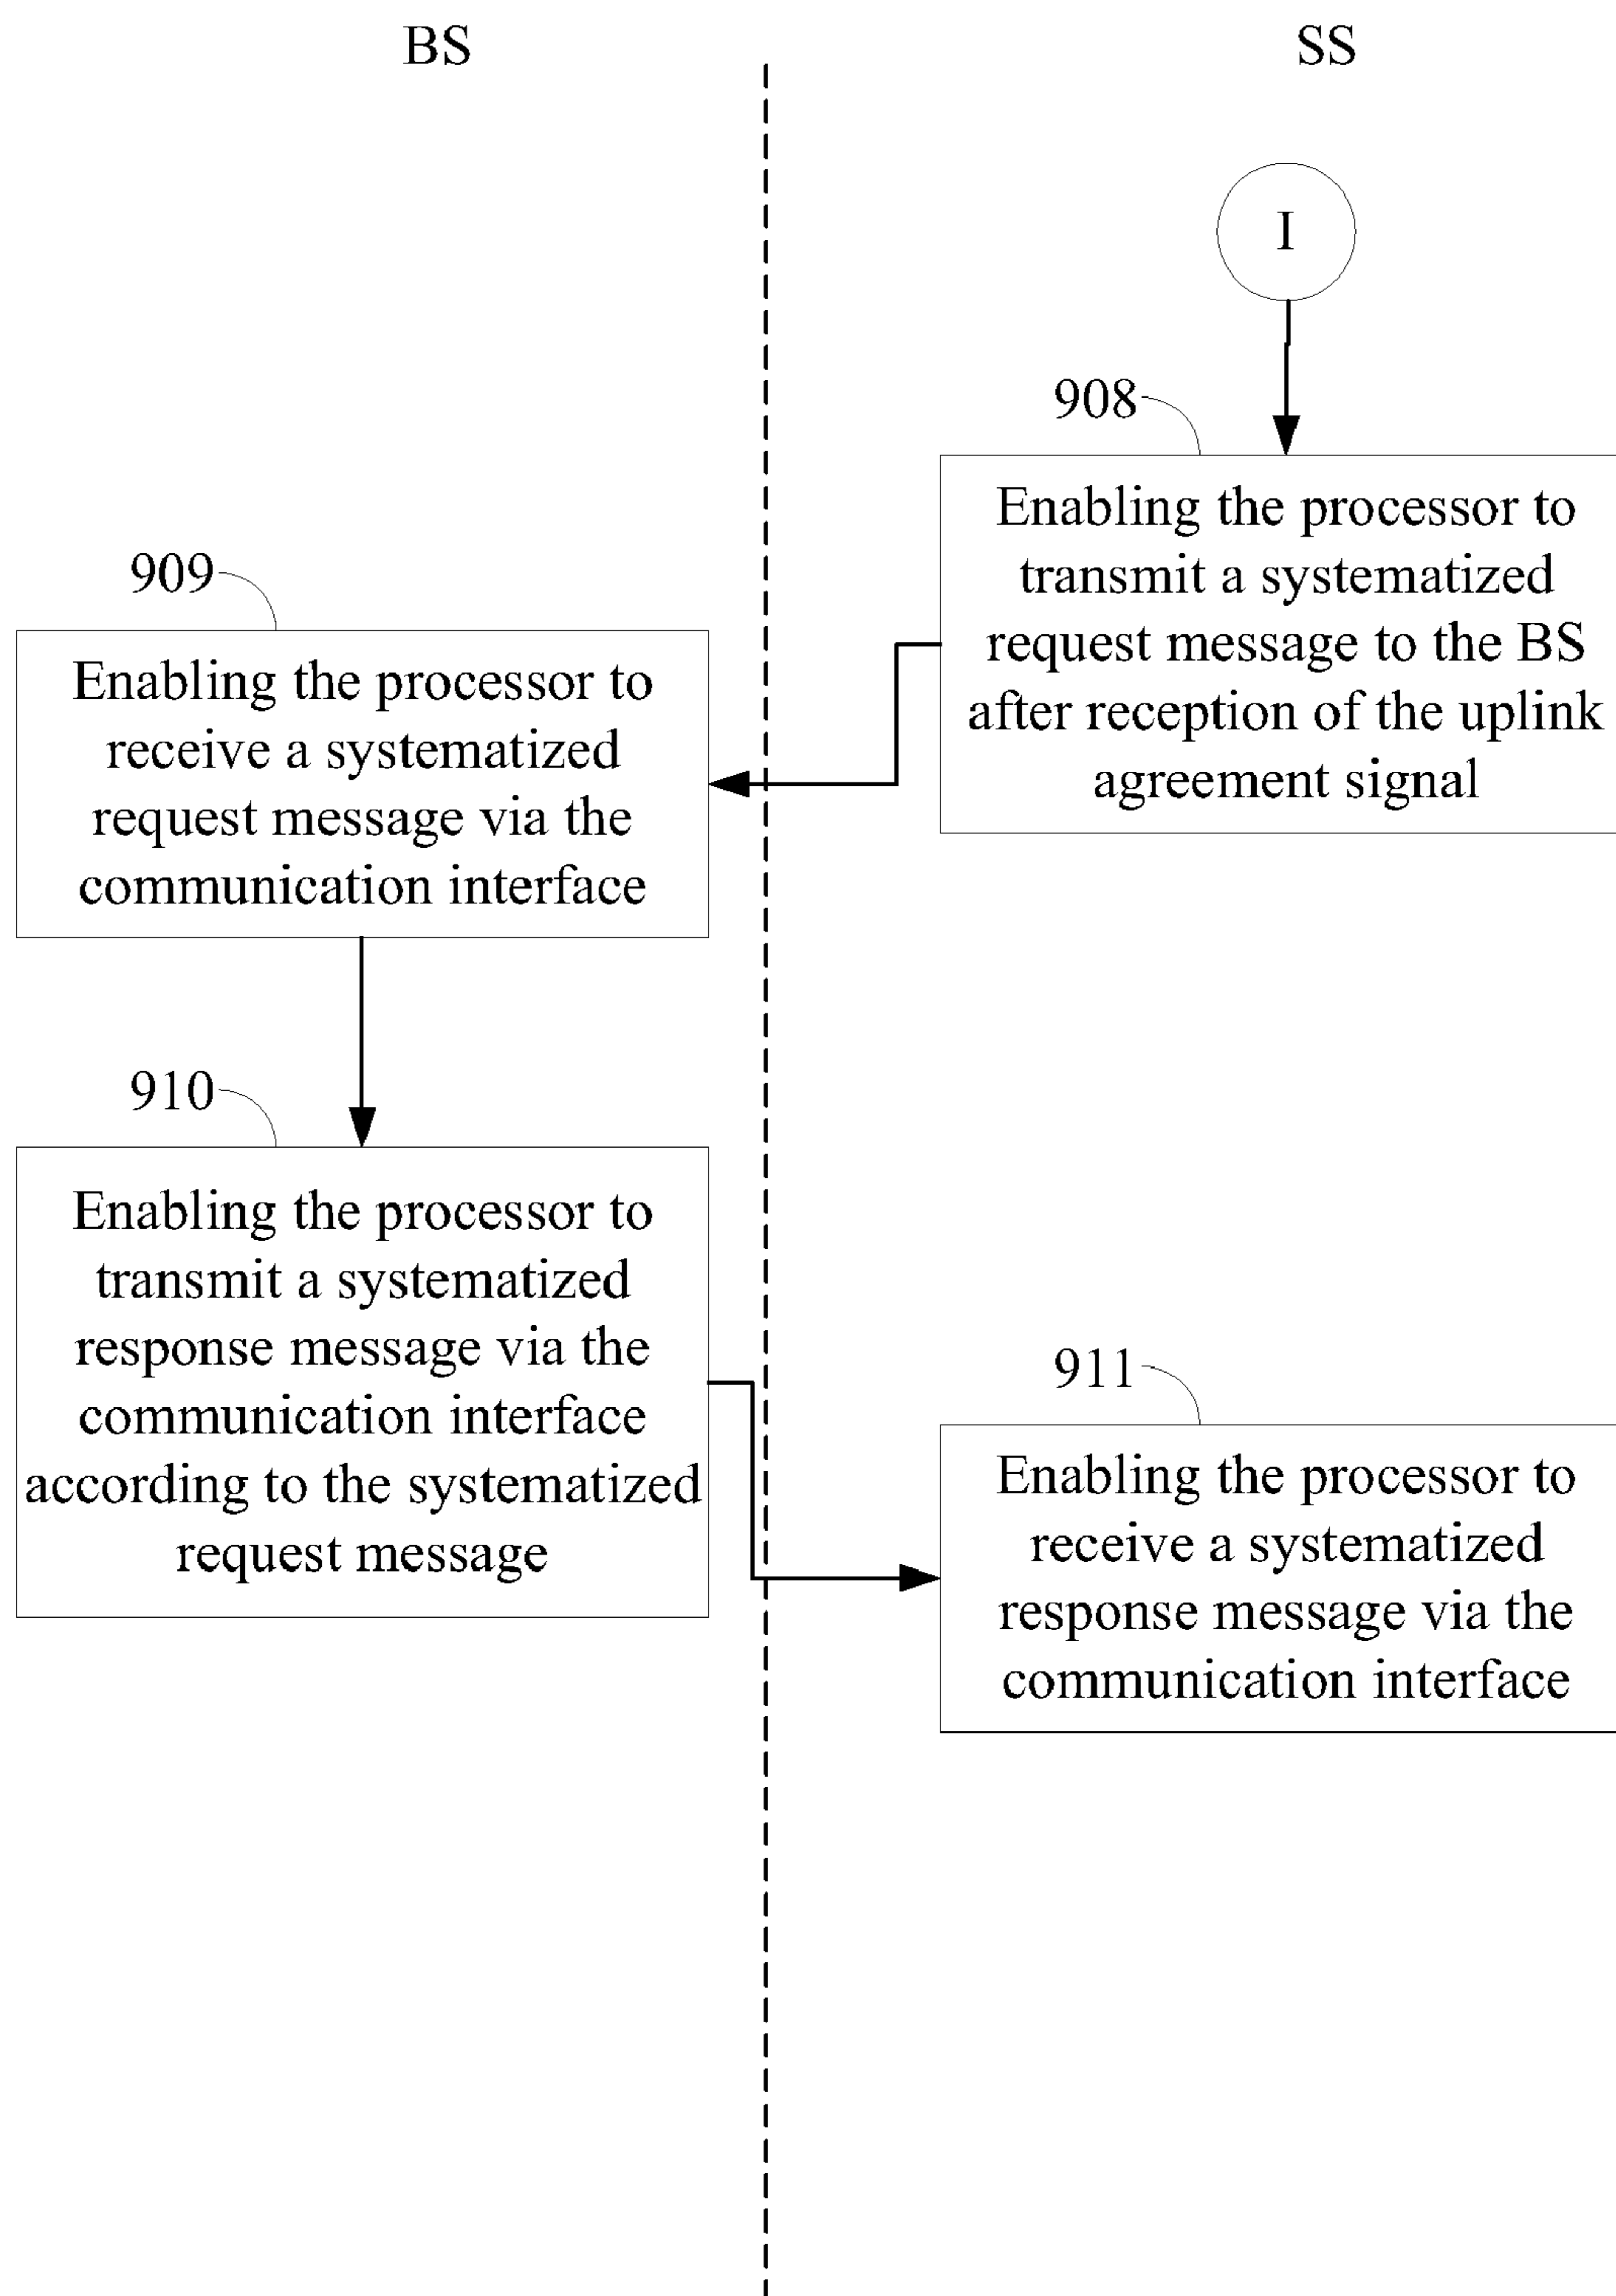 BS
SS
I
908
Enabling the processor to
transmit a systematized
request message to the BS
after reception of the uplink
agreement signal
909
Enabling the processor to
receive a systematized
request message via the
communication interface
910
Enabling the processor to
transmit a systematized
response message via the
communication interface
according to the systematized
request message
911
Enabling the processor to
receive a systematized
response message via the
communication interface